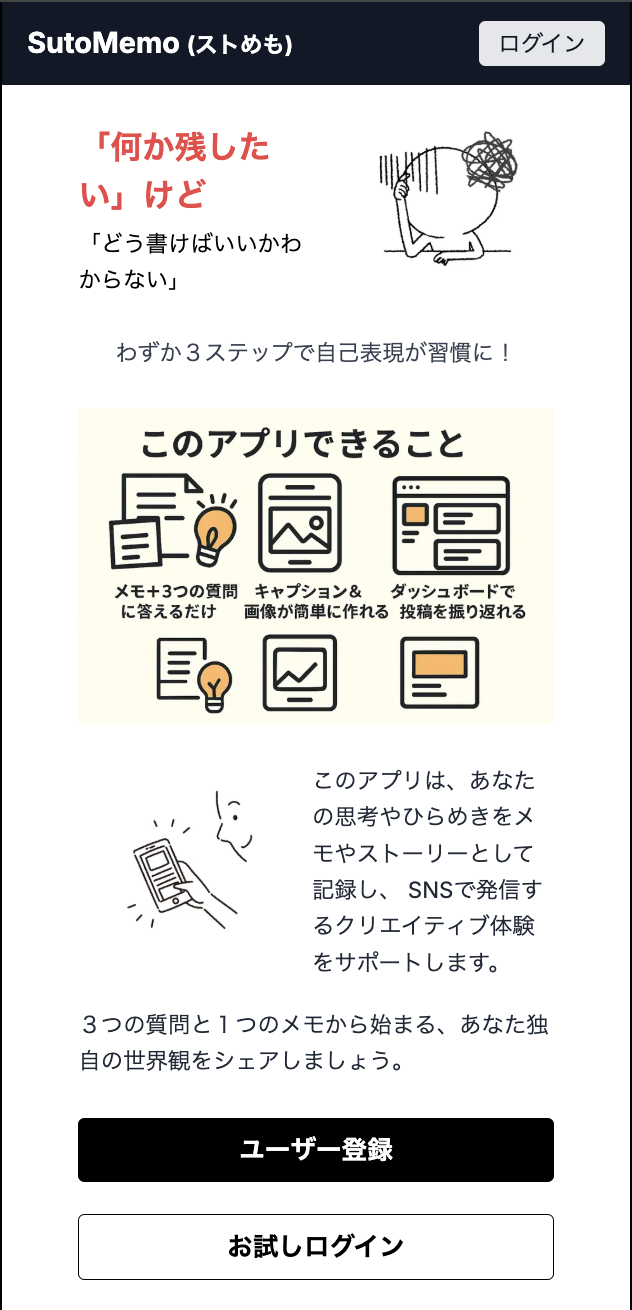 SutoMemo (ストめも)
ログイン
「何か残した
い」けど
「どう書けばいいかわ
からない」
わずか３ステップで自己表現が習慣に！
このアプリできること
メモ+3つの質問
に答えるだけ
キャプション&
画像が簡単に作れる
ダッシュボードで
投稿を振り返れる
このアプリは、あなた
の思考やひらめきをメ
モやストーリーとして
記録し、 SNSで発信す
るクリエイティブ体験
をサポートします。
３つの質問と１つのメモから始まる、あなた独
自の世界観をシェアしましょう。
ユーザー登録
お試しログイン